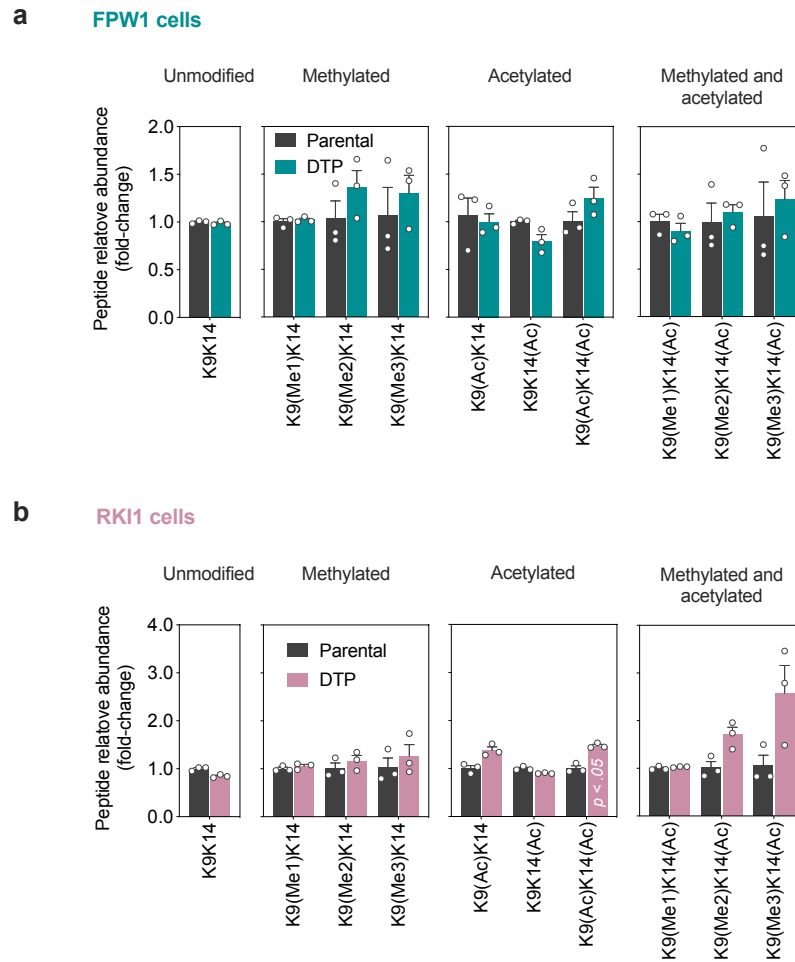 a
FPW1 cells
Unmodified
Methylated
Acetylated
Methylated and
acetylated
Peptide relatove abundance
(fold-change)
2.0
1.5
1.0
0.5
0.0
Parental
DTP
K9K14
K9(Me1)K14
K9(Me2)K14
K9(Me3)K14
K9(Ac)K14
K9K14(Ac)
K9(Ac)K14(Ac)
K9(Me1)K14(Ac)
K9(Me2)K14(Ac)
K9(Me3)K14(Ac)
b
RKI1 cells
Unmodified
Methylated
Acetylated
Methylated and
acetylated
Peptide relatove abundance
(fold-change)
4.0
3.0
2.0
1.0
0.0
Parental
DTP
p <.05
K9K14
K9(Me1)K14
K9(Me2)K14
K9(Me3)K14
K9(Ac)K14
K9K14(Ac)
K9(Ac)K14(Ac)
K9(Me1)K14(Ac)
K9(Me2)K14(Ac)
K9(Me3)K14(Ac)